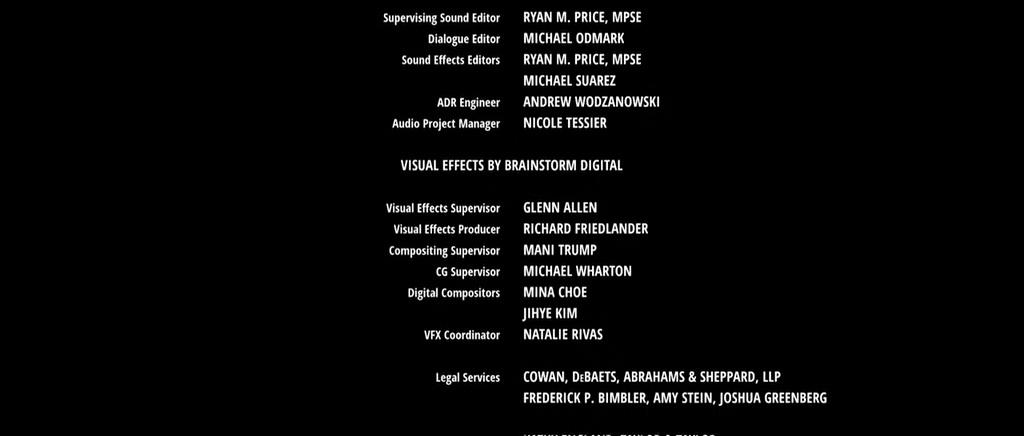 Supervising Sound Editor RYAN M. PRICE, MPSE
Dialogue Editor MICHAEL ODMARK
Sound Effects Editors RYAN M. PRICE, MPSE
MICHAEL SUAREZ
ADR Engineer ANDREW WODZANOWSKI
Audio Project Manager NICOLE TESSIER
VISUAL EFFECTS BY BRAINSTORM DIGITAL
Visual Effects Supervisor GLENN ALLEN
Visual Effects Producer RICHARD FRIEDLANDER
Compositing Supervisor MANI TRUMP
CG Supervisor MICHAEL WHARTON
Digital Compositors MINA CHOE
JIHYE KIM
VFX Coordinator NATALIE RIVAS
Legal Services COWAN, DEBAETS, ABRAHAMS & SHEPPARD, LLP
FREDERICK P. BIMBLER, AMY STEIN, JOSHUA GREENBERG